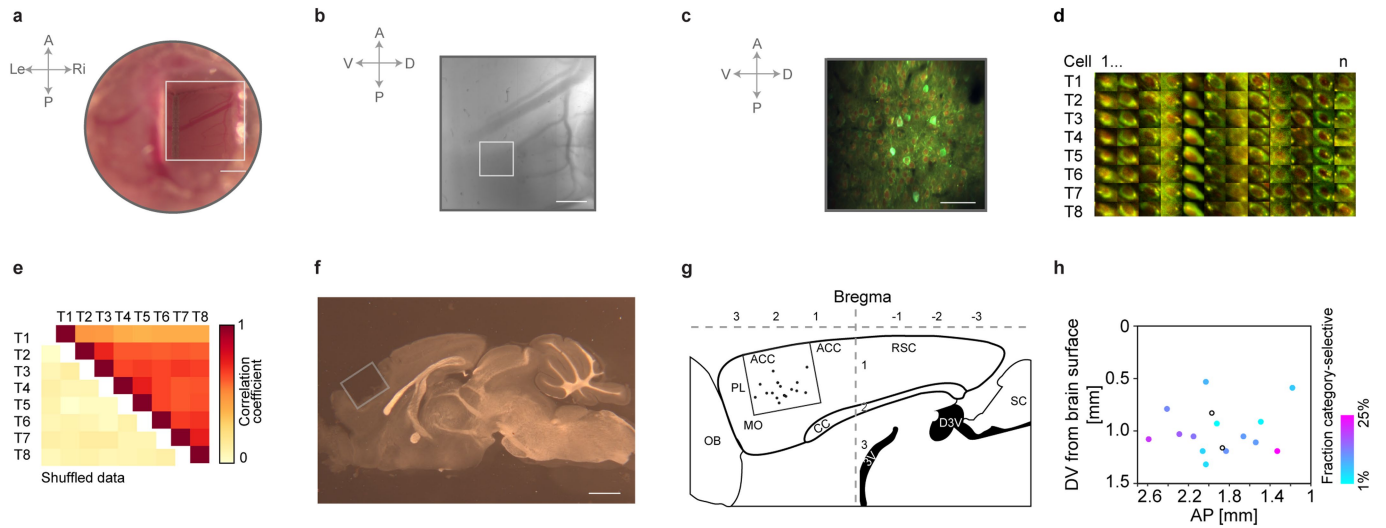 a
A
Le
Ri
P
b
A
V
D
P
c
A
V
D
P
d
Cell 1... n
T1
T2
T3
T4
T5
T6
T7
T8
e
T1 T2 T3 T4 T5 T6 T7 T8
T1
T2
T3
T4
T5
T6
T7
T8
Shuffled data
1
0
Correlation
coefficient
f
g
Bregma
3 2 1 -1 -2 -3
ACC ACC RSC
1
PL
MO
2
CC
D3V
SC
OB
3
3V
h
0
0.5
1.0
1.5
DV from brain surface
[mm]
2.6 2.2 1.8 1.4 1
AP [mm]
25%
1%
Fraction category-selective